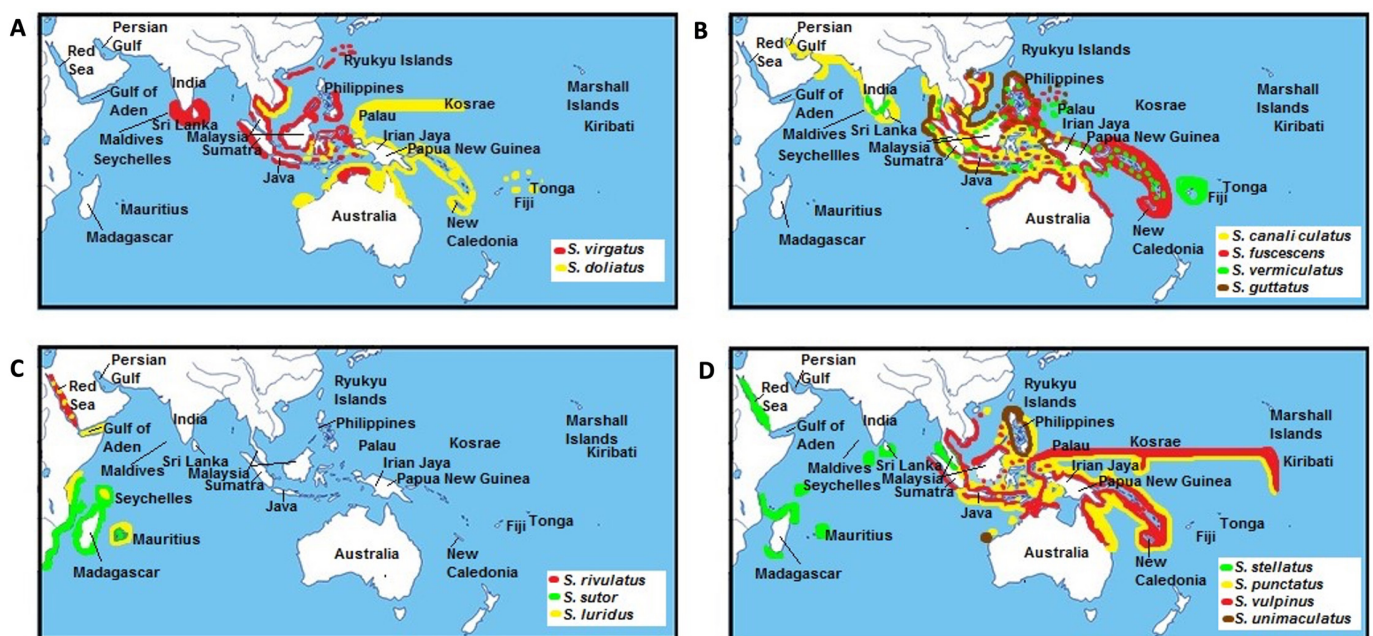 A
Persian
Gulf
Red
Sea
Ryukyu Islands
India
Philippines
Marshall
Islands
Gulf of
Aden
Kosrae
Palau
Kiribati
Maldives
Sri Lanka
Malaysia
Irian Jaya
Seychelles
Sumatra
Papua New Guinea
Java
Tonga
Fiji
Mauritius
Australia
Madagascar
New
Caledonia
S. virgatus
S. doliatus
B
Persian
Gulf
Red
Sea
Ryukyu Islands
Philippines
India
Marshall
Islands
Gulf of
Aden
Kosrae
Palau
Kiribati
Maldives
Sri Lanka
Irian Jaya
Papua New Guinea
Seychelles
Malaysia
Sumatra
Java
Tonga
Fiji
Mauritius
Australia
Madagascar
New
Caledonia
S. canali culatus
S. fuscescens
S. vermiculatus
S. guttatus
C
Persian
Gulf
Red
Sea
Ryukyu
Islands
India
Philippines
Marshall
Islands
Gulf of
Aden
Palau
Kosrae
Kiribati
Maldives
Sri Lanka
Malaysia
Irian Jaya
Sumatra
Papua New Guinea
Seychelles
Java
Fiji
Tonga
Mauritius
Australia
Madagascar
New
Caledonia
S. rivulatus
S. sutor
S. luridus
D
Persian
Gulf
Red
Sea
Ryukyu
Islands
India
Philippines
Marshall
Islands
Gulf of
Aden
Palau
Kosrae
Kiribati
Maldives
Sri Lanka
Irian Jaya
Seychelles
Malaysia
Sumatra
Papua New Guinea
Java
Fiji
Tonga
Mauritius
Australia
Madagascar
New
Caledonia
S. stellatus
S. punctatus
S. vulpinus
S. unimaculatus